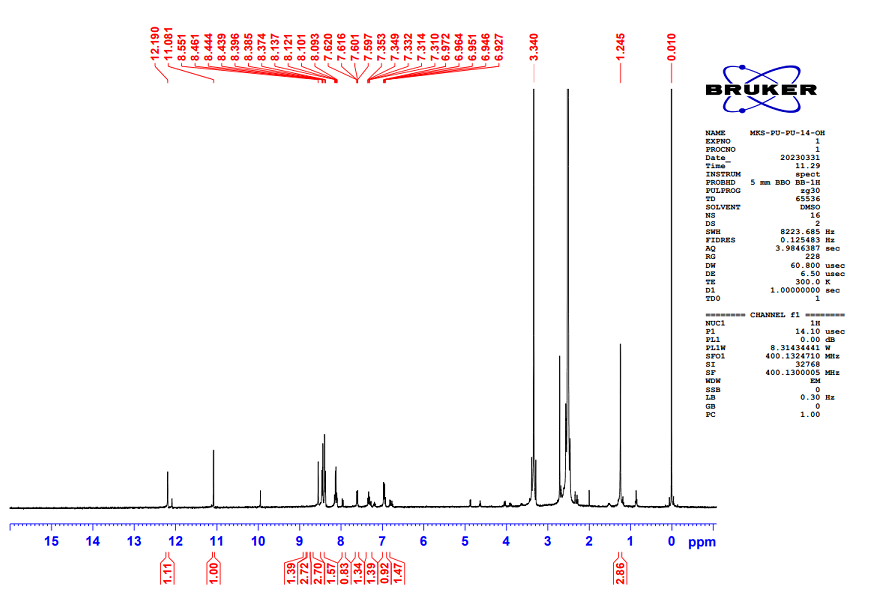 12.190
11.081
8.551
8.461
8.444
8.439
8.396
8.385
8.374
8.137
8.121
8.101
8.093
7.620
7.616
7.601
7.597
7.353
7.349
7.332
7.314
7.310
6.972
6.964
6.951
6.946
6.927
3.340
1.245
0.010
BRUKER
NAME MKS-PU-PU-14-OH
EXPNO 1
PROCNO 1
Date_ 20230331
Time 11.29
INSTRUM spect
PROBHD 5 mm BBO BB-1H
PULPROG zg30
TD 65536
SOLVENT DMSO
NS 16
DS 2
SWH 8223.685 Hz
FIDRES 0.125483 Hz
AQ 3.9846387 sec
RG 228
DW 60.800 usec
DE 6.50 usec
TE 300.0 K
D1 1.00000000 sec
TD0 1
======== CHANNEL f1 ========
NUC1 1H
P1 14.10 usec
PL1 0.00 dB
PL1W 8.31434441 W
SFO1 400.1324710 MHz
SI 32768
SF 400.1300005 MHz
WDW EM
SSB 0
LB 0.30 Hz
GB 0
PC 1.00
15 14 13 12 11 10 9 8 7 6 5 4 3 2 1 0 ppm
1.11
1.00
1.39
2.72
2.70
1.57
0.83
1.34
1.39
0.92
1.47
2.86